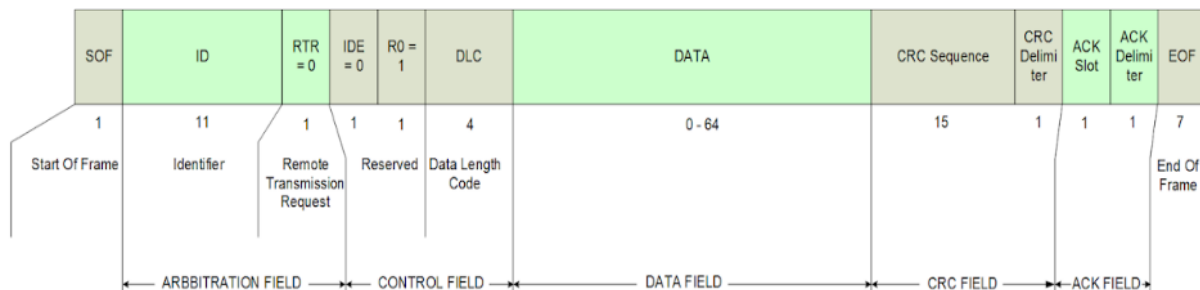 SOF
ID
RTR
= 0
IDE
= 0
R0 =
1
DLC
DATA
CRC Sequence
CRC
Delimi
ter
ACK
Slot
ACK
Delimi
ter
EOF
1
11
1
1
1
4
0 - 64
15
1
1
1
7
Start Of Frame
Identifier
Remote
Transmission
Request
Reserved
Data Length
Code
End Of
Frame
ARBBITRATION FIELD
CONTROL FIELD
DATA FIELD
CRC FIELD
ACK FIELD